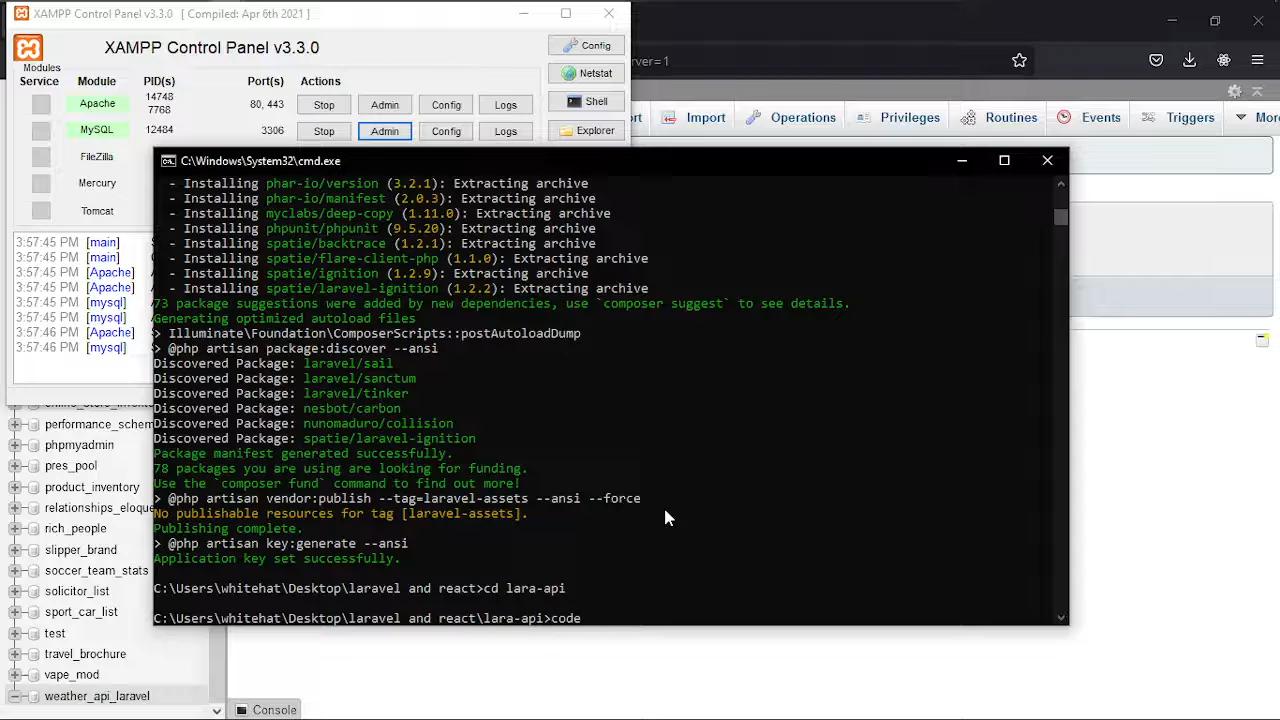 XAMPP Control Panel v3.3.0 [ Compiled: Apr 6th 2021 ]
XAMPP Control Panel v3.3.0
Config
Modules
Service Module PID(s) Port(s) Actions
Netstat
Apache 14748 7768 80, 443 Stop Admin Config Logs
Shell
MySQL 12484 3306 Stop Admin Config Logs
Explorer
FileZilla
Mercury
Tomcat
3:57:45 PM [main]
3:57:45 PM [main]
3:57:45 PM [Apache]
3:57:45 PM [Apache]
3:57:45 PM [mysql]
3:57:45 PM [mysql]
3:57:46 PM [Apache]
3:57:46 PM [mysql]
rver=1
rt Import Operations Privileges Routines Events Triggers More
C:\Windows\System32\cmd.exe
- Installing phar-io/version (3.2.1): Extracting archive
- Installing phar-io/manifest (2.0.3): Extracting archive
- Installing myclabs/deep-copy (1.11.0): Extracting archive
- Installing phpunit/phpunit (9.5.20): Extracting archive
- Installing spatie/backtrace (1.2.1): Extracting archive
- Installing spatie/flare-client-php (1.1.0): Extracting archive
- Installing spatie/ignition (1.2.9): Extracting archive
- Installing spatie/laravel-ignition (1.2.2): Extracting archive
73 package suggestions were added by new dependencies, use `composer suggest` to see details.
Generating optimized autoload files
> Illuminate\Foundation\ComposerScripts::postAutoloadDump
> @php artisan package:discover --ansi
Discovered Package: laravel/sail
Discovered Package: laravel/sanctum
Discovered Package: laravel/tinker
Discovered Package: nesbot/carbon
Discovered Package: nunomaduro/collision
Discovered Package: spatie/laravel-ignition
Package manifest generated successfully.
78 packages you are using are looking for funding.
Use the `composer fund` command to find out more!
> @php artisan vendor:publish --tag=laravel-assets --ansi --force
No publishable resources for tag [laravel-assets].
Publishing complete.
> @php artisan key:generate --ansi
Application key set successfully.
C:\Users\whitehat\Desktop\laravel and react>cd lara-api
C:\Users\whitehat\Desktop\laravel and react\lara-api>code
performance_schem
phpmyadmin
pres_pool
product_inventory
relationships_eloque
rich_people
slipper_brand
soccer_team_stats
solicitor_list
sport_car_list
test
travel_brochure
vape_mod
weather_api_laravel
Console